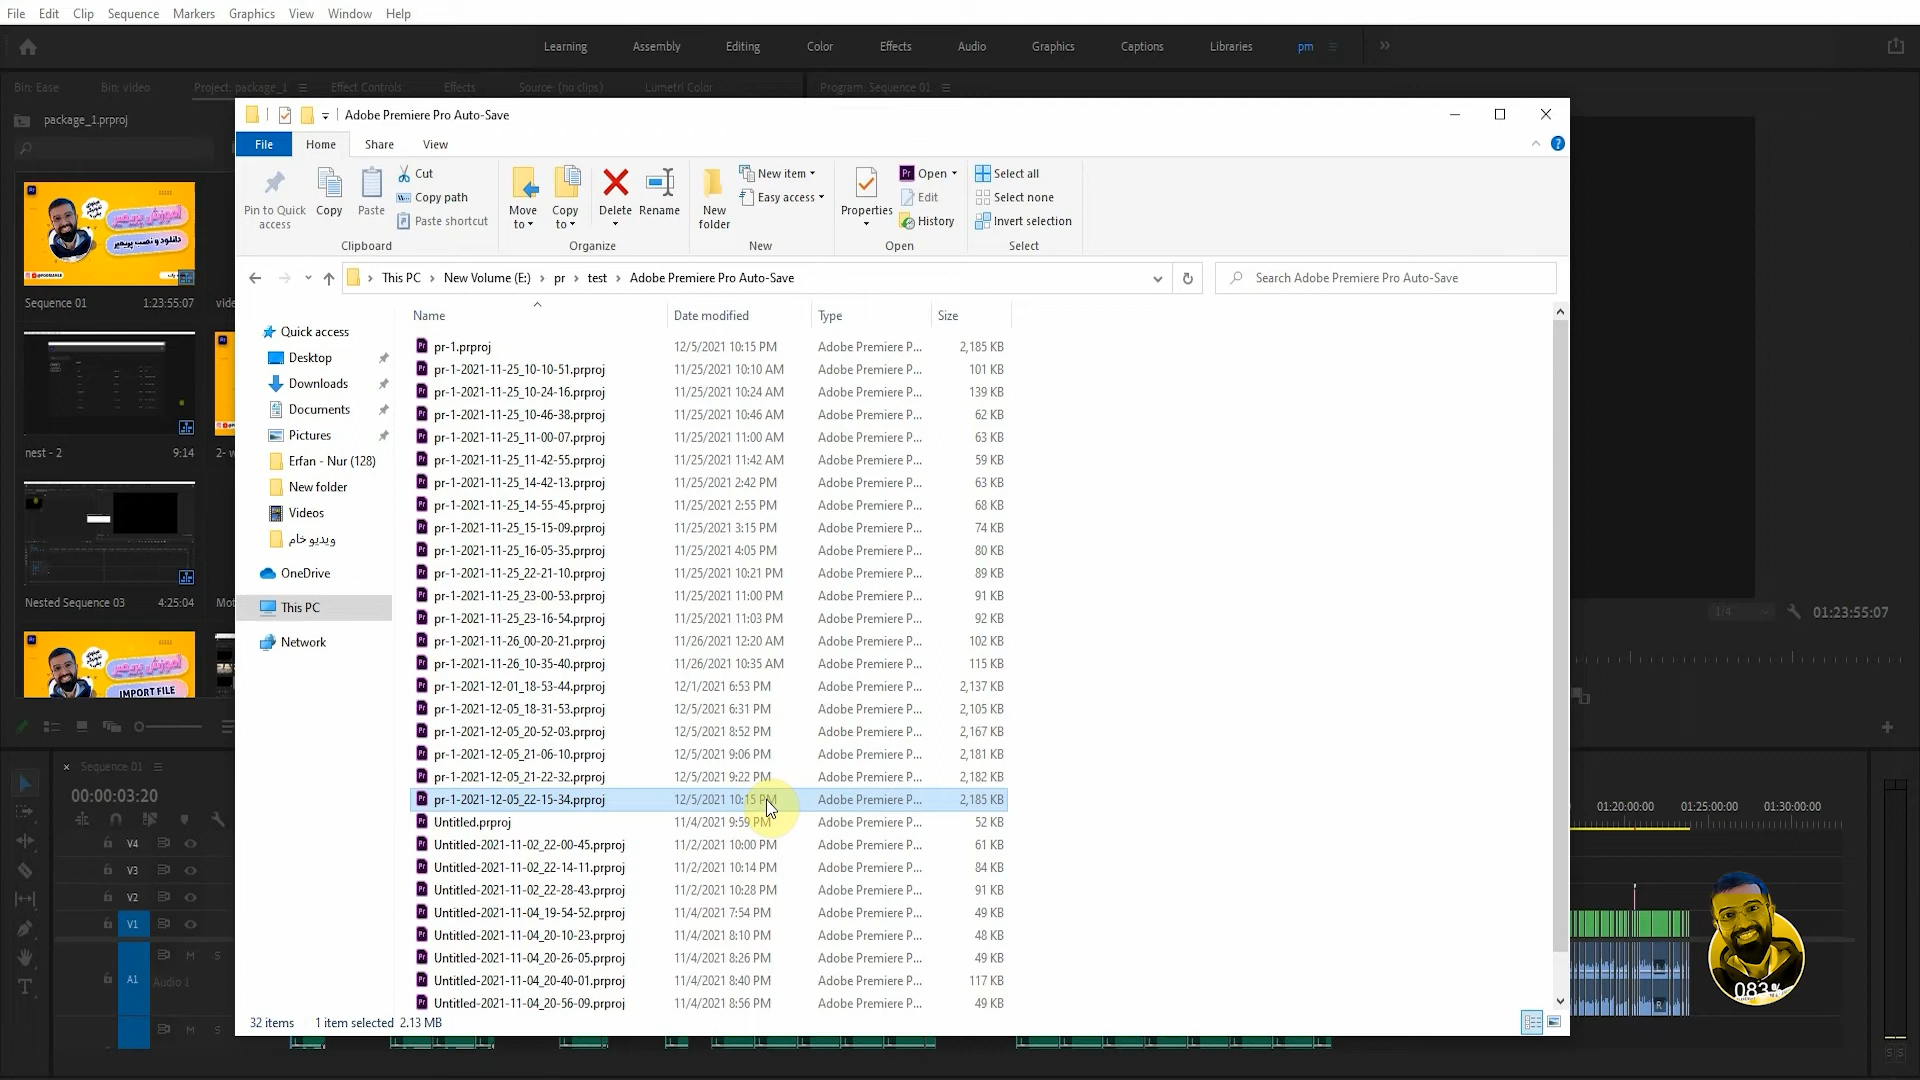 File Edit Clip Sequence Markers Graphics View Window Help
Learning Assembly Editing Color Effects Audio Graphics Captions Libraries pm
Bin: Ease Bin: video Project: package_1 Effect Controls Effects Source: (no clips) Lumetri Color Program: Sequence 01
package_1.prproj
آموزش پریمیر
دانلود و نصب پریمیر
Sequence 01 1:23:55:07
nest - 2 9:14
Nested Sequence 03 4:25:04
آموزش پریمیر
IMPORT FILE
Adobe Premiere Pro Auto-Save
File Home Share View
Pin to Quick access
Copy
Paste
Cut
Copy path
Paste shortcut
Clipboard
Move to
Copy to
Delete
Rename
Organize
New folder
New item
Easy access
New
Properties
Open
Edit
History
Open
Select all
Select none
Invert selection
Select
This PC New Volume (E:) pr test Adobe Premiere Pro Auto-Save
Search Adobe Premiere Pro Auto-Save
Quick access
Desktop
Downloads
Documents
Pictures
Erfan - Nur (128)
New folder
Videos
ویدیو خام
OneDrive
This PC
Network
Name Date modified Type Size
pr-1.prproj 12/5/2021 10:15 PM Adobe Premiere P... 2,185 KB
pr-1-2021-11-25_10-10-51.prproj 11/25/2021 10:10 AM Adobe Premiere P... 101 KB
pr-1-2021-11-25_10-24-16.prproj 11/25/2021 10:24 AM Adobe Premiere P... 139 KB
pr-1-2021-11-25_10-46-38.prproj 11/25/2021 10:46 AM Adobe Premiere P... 62 KB
pr-1-2021-11-25_11-00-07.prproj 11/25/2021 11:00 AM Adobe Premiere P... 63 KB
pr-1-2021-11-25_11-42-55.prproj 11/25/2021 11:42 AM Adobe Premiere P... 59 KB
pr-1-2021-11-25_14-42-13.prproj 11/25/2021 2:42 PM Adobe Premiere P... 63 KB
pr-1-2021-11-25_14-55-45.prproj 11/25/2021 2:55 PM Adobe Premiere P... 68 KB
pr-1-2021-11-25_15-15-09.prproj 11/25/2021 3:15 PM Adobe Premiere P... 74 KB
pr-1-2021-11-25_16-05-35.prproj 11/25/2021 4:05 PM Adobe Premiere P... 80 KB
pr-1-2021-11-25_22-21-10.prproj 11/25/2021 10:21 PM Adobe Premiere P... 89 KB
pr-1-2021-11-25_23-00-53.prproj 11/25/2021 11:00 PM Adobe Premiere P... 91 KB
pr-1-2021-11-25_23-16-54.prproj 11/25/2021 11:03 PM Adobe Premiere P... 92 KB
pr-1-2021-11-26_00-20-21.prproj 11/26/2021 12:20 AM Adobe Premiere P... 102 KB
pr-1-2021-11-26_10-35-40.prproj 11/26/2021 10:35 AM Adobe Premiere P... 115 KB
pr-1-2021-12-01_18-53-44.prproj 12/1/2021 6:53 PM Adobe Premiere P... 2,137 KB
pr-1-2021-12-05_18-31-53.prproj 12/5/2021 6:31 PM Adobe Premiere P... 2,105 KB
pr-1-2021-12-05_20-52-03.prproj 12/5/2021 8:52 PM Adobe Premiere P... 2,167 KB
pr-1-2021-12-05_21-06-10.prproj 12/5/2021 9:06 PM Adobe Premiere P... 2,181 KB
pr-1-2021-12-05_21-22-32.prproj 12/5/2021 9:22 PM Adobe Premiere P... 2,182 KB
pr-1-2021-12-05_22-15-34.prproj 12/5/2021 10:15 PM Adobe Premiere P... 2,185 KB
Untitled.prproj 11/4/2021 9:59 PM Adobe Premiere P... 52 KB
Untitled-2021-11-02_22-00-45.prproj 11/2/2021 10:00 PM Adobe Premiere P... 61 KB
Untitled-2021-11-02_22-14-11.prproj 11/2/2021 10:14 PM Adobe Premiere P... 84 KB
Untitled-2021-11-02_22-28-43.prproj 11/2/2021 10:28 PM Adobe Premiere P... 91 KB
Untitled-2021-11-04_19-54-52.prproj 11/4/2021 7:54 PM Adobe Premiere P... 49 KB
Untitled-2021-11-04_20-10-23.prproj 11/4/2021 8:10 PM Adobe Premiere P... 48 KB
Untitled-2021-11-04_20-26-05.prproj 11/4/2021 8:26 PM Adobe Premiere P... 49 KB
Untitled-2021-11-04_20-40-01.prproj 11/4/2021 8:40 PM Adobe Premiere P... 117 KB
Untitled-2021-11-04_20-56-09.prproj 11/4/2021 8:56 PM Adobe Premiere P... 49 KB
32 items 1 item selected 2.13 MB
1/4 01:23:55:07
Sequence 01
00:00:03:20
01:20:00:00 01:25:00:00 01:30:00:00
V4
V3
V2
V1
A1 M S
Audio 1
M S
083%
R
S S